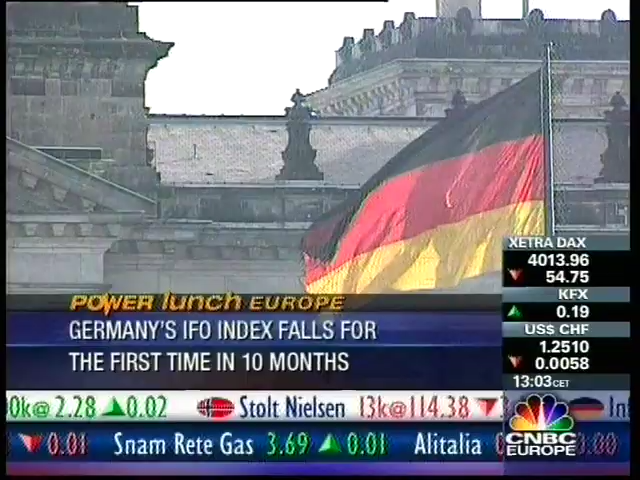 XETRA DAX
4013.96
54.75
KFX
0.19
US$ CHF
1.2510
0.0058
13:03 CET
POWER lunch EUROPE
GERMANY'S IFO INDEX FALLS FOR
THE FIRST TIME IN 10 MONTHS
0k@ 2.28 0.02 Stolt Nielsen 13k@114.38
0.01 Snam Rete Gas 3.69 0.01 Alitalia
CNBC
EUROPE